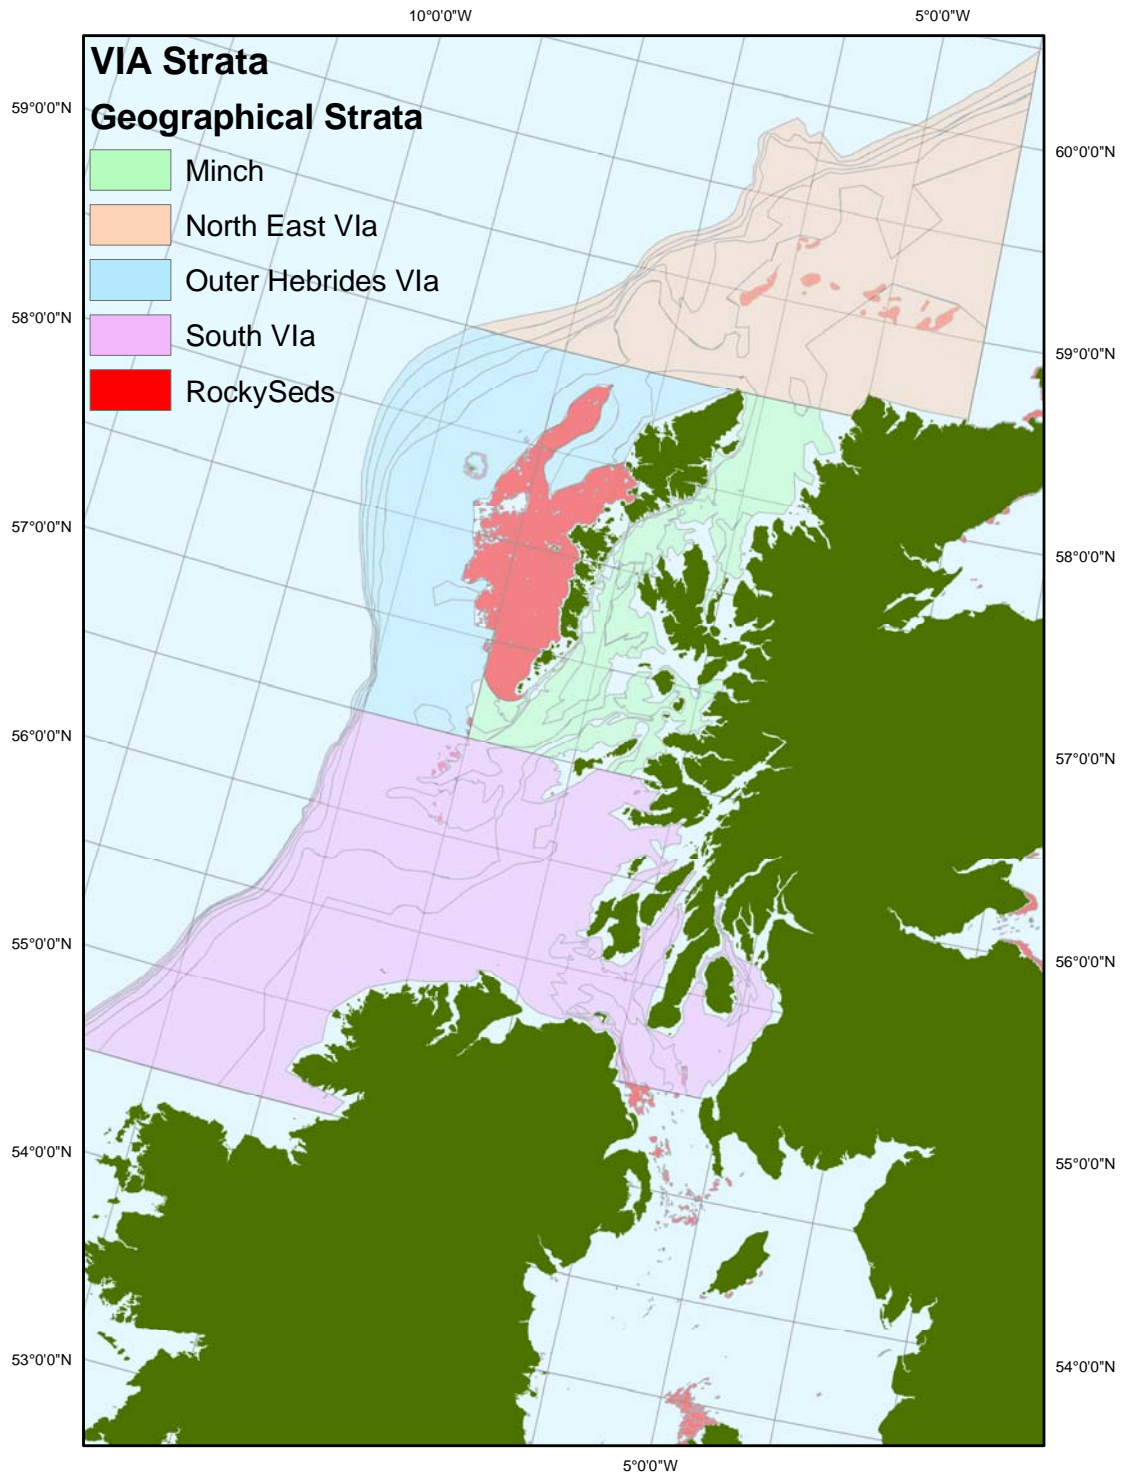 10°0'0"W
5°0'0"W
VIA Strata
Geographical Strata
Minch
North East VIa
Outer Hebrides VIa
South VIa
RockySeds
59°0'0"N
58°0'0"N
57°0'0"N
56°0'0"N
55°0'0"N
54°0'0"N
53°0'0"N
60°0'0"N
59°0'0"N
58°0'0"N
57°0'0"N
56°0'0"N
55°0'0"N
54°0'0"N
5°0'0"W